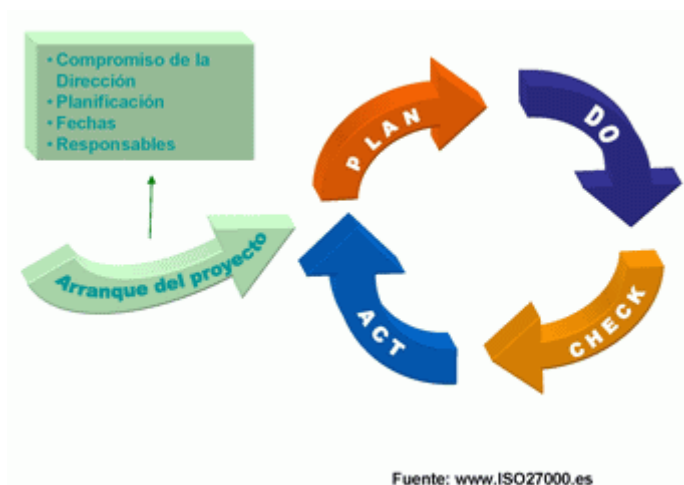 • Compromiso de la
Dirección
• Planificación
• Fechas
• Responsables
Arranque del proyecto
PLAN
DO
CHECK
ACT
Fuente: www.ISO27000.es